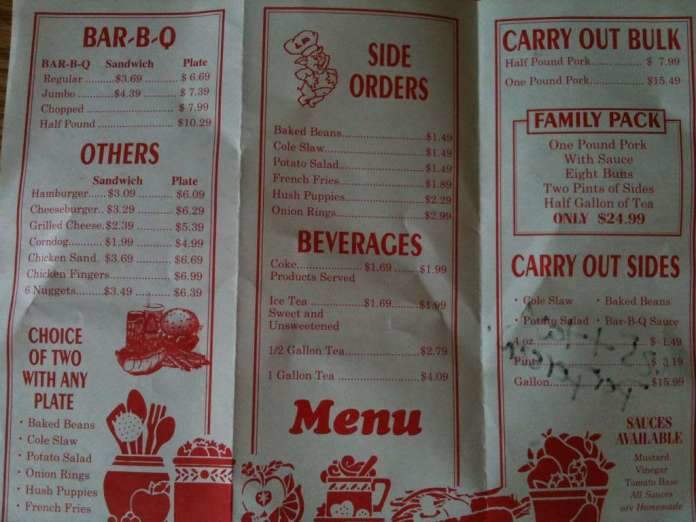 BAR-B-Q
BAR-B-Q Sandwich Plate
Regular ........$3.69 .......... $ 6.69
Jumbo ..........$4.39 .......... $ 7.39
Chopped ............................ $ 7.99
Half Pound ........................ $10.29
OTHERS
Sandwich Plate
Hamburger...... $3.09 .......... $6.09
Cheeseburger.. $3.29 ........... $6.29
Grilled Cheese. $2.39 ........... $5.39
Corndog.......... $1.99 ........... $4.99
Chicken Sand. $3.69 ........... $6.69
Chicken Fingers.................... $6.99
6 Nuggets........ $3.49 ........... $6.39
CHOICE
OF TWO
WITH ANY
PLATE
• Baked Beans
• Cole Slaw
• Potato Salad
• Onion Rings
• Hush Puppies
• French Fries
SIDE
ORDERS
Baked Beans........................$1.49
Cole Slaw............................$1.49
Potato Salad........................$1.49
French Fries........................$1.89
Hush Puppies......................$2.29
Onion Rings........................$2.99
BEVERAGES
Coke.................$1.69.......$1.99
Products Served
Ice Tea ............$1.69.......$1.99
Sweet and
Unsweetened
1/2 Gallon Tea....................$2.79
1 Gallon Tea ......................$4.09
Menu
CARRY OUT BULK
Half Pound Pork................ $ 7.99
One Pound Pork................. $15.49
FAMILY PACK
One Pound Pork
With Sauce
Eight Buns
Two Pints of Sides
Half Gallon of Tea
ONLY $24.99
CARRY OUT SIDES
• Cole Slaw • Baked Beans
• Potato Salad • Bar-B-Q Sauce
oz. $ 1.49
Pint $ 3.19
Gallon $15.99
SAUCES
AVAILABLE
Mustard
Vinegar
Tomato Base
All Sauces
are Homemade